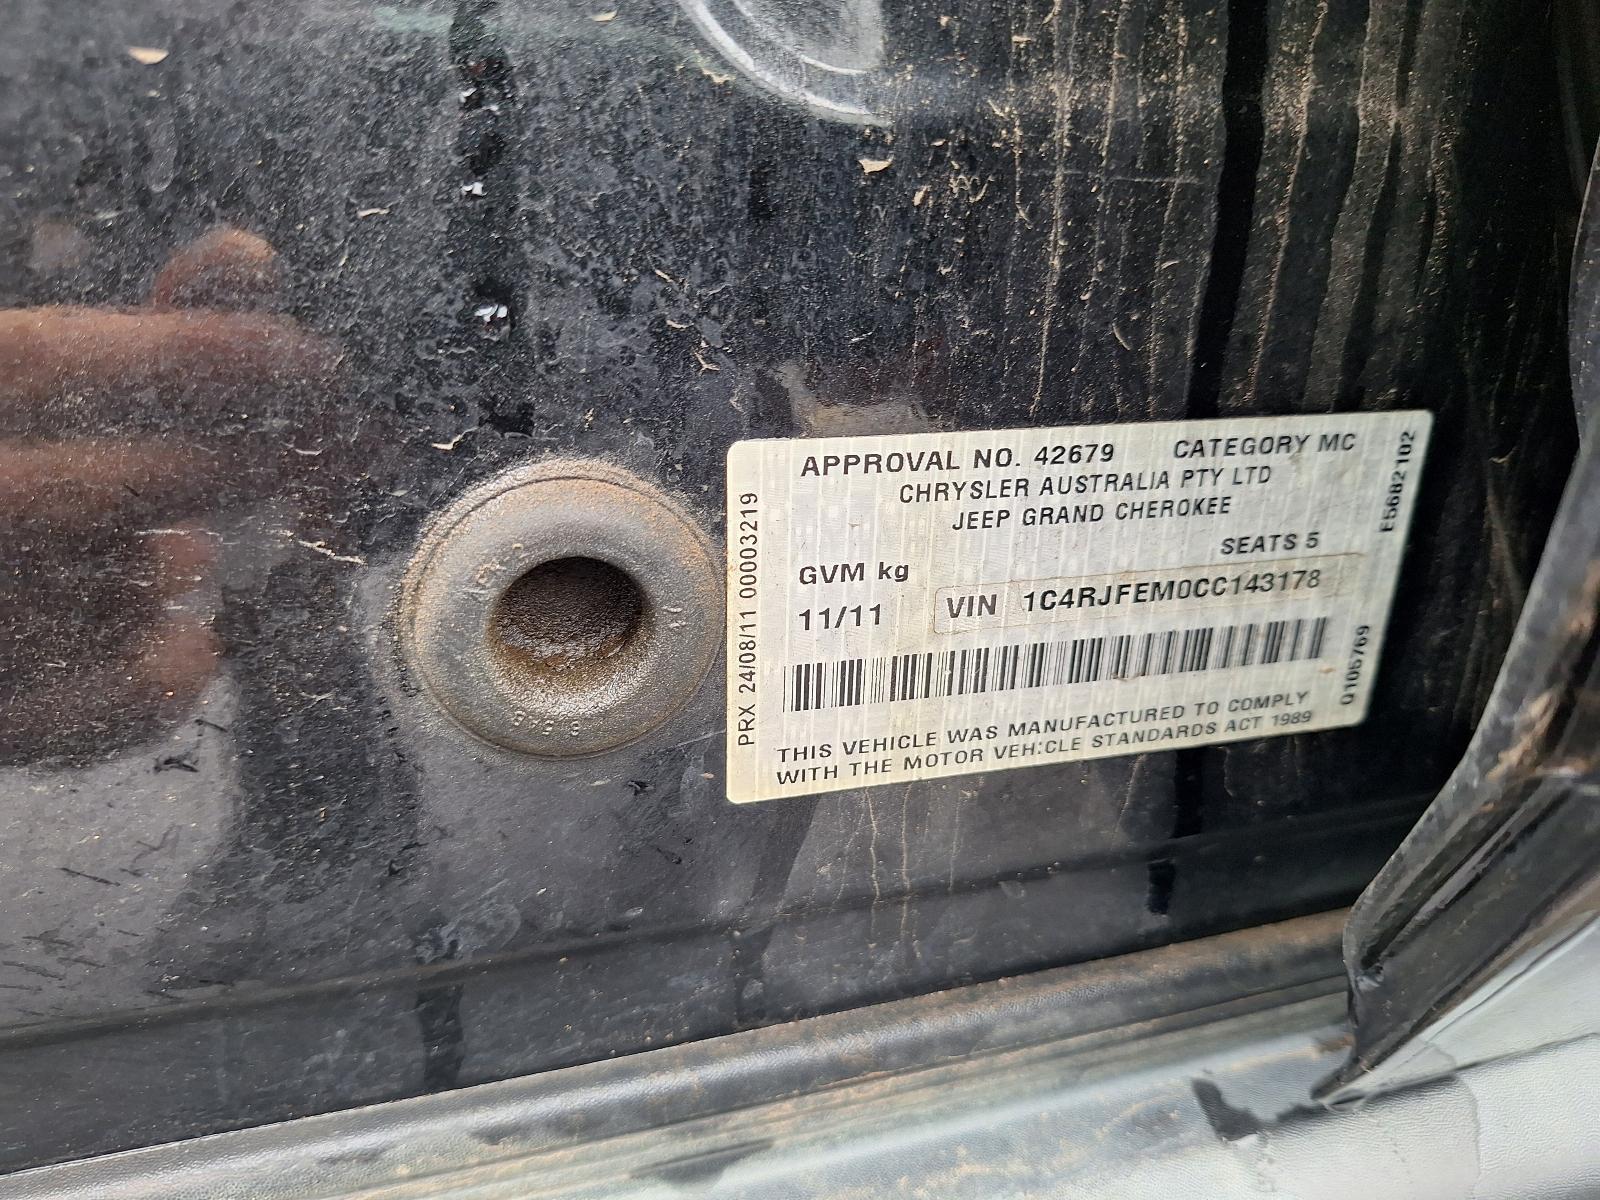 APPROVAL NO. 42679 CATEGORY MC
CHRYSLER AUSTRALIA PTY LTD
JEEP GRAND CHEROKEE
SEATS 5
GVM kg
11/11 VIN 1C4RJFEM0CC143178
THIS VEHICLE WAS MANUFACTURED TO COMPLY
WITH THE MOTOR VEHICLE STANDARDS ACT 1989
PRX 24/08/11 00003219
E5682102
Q105769